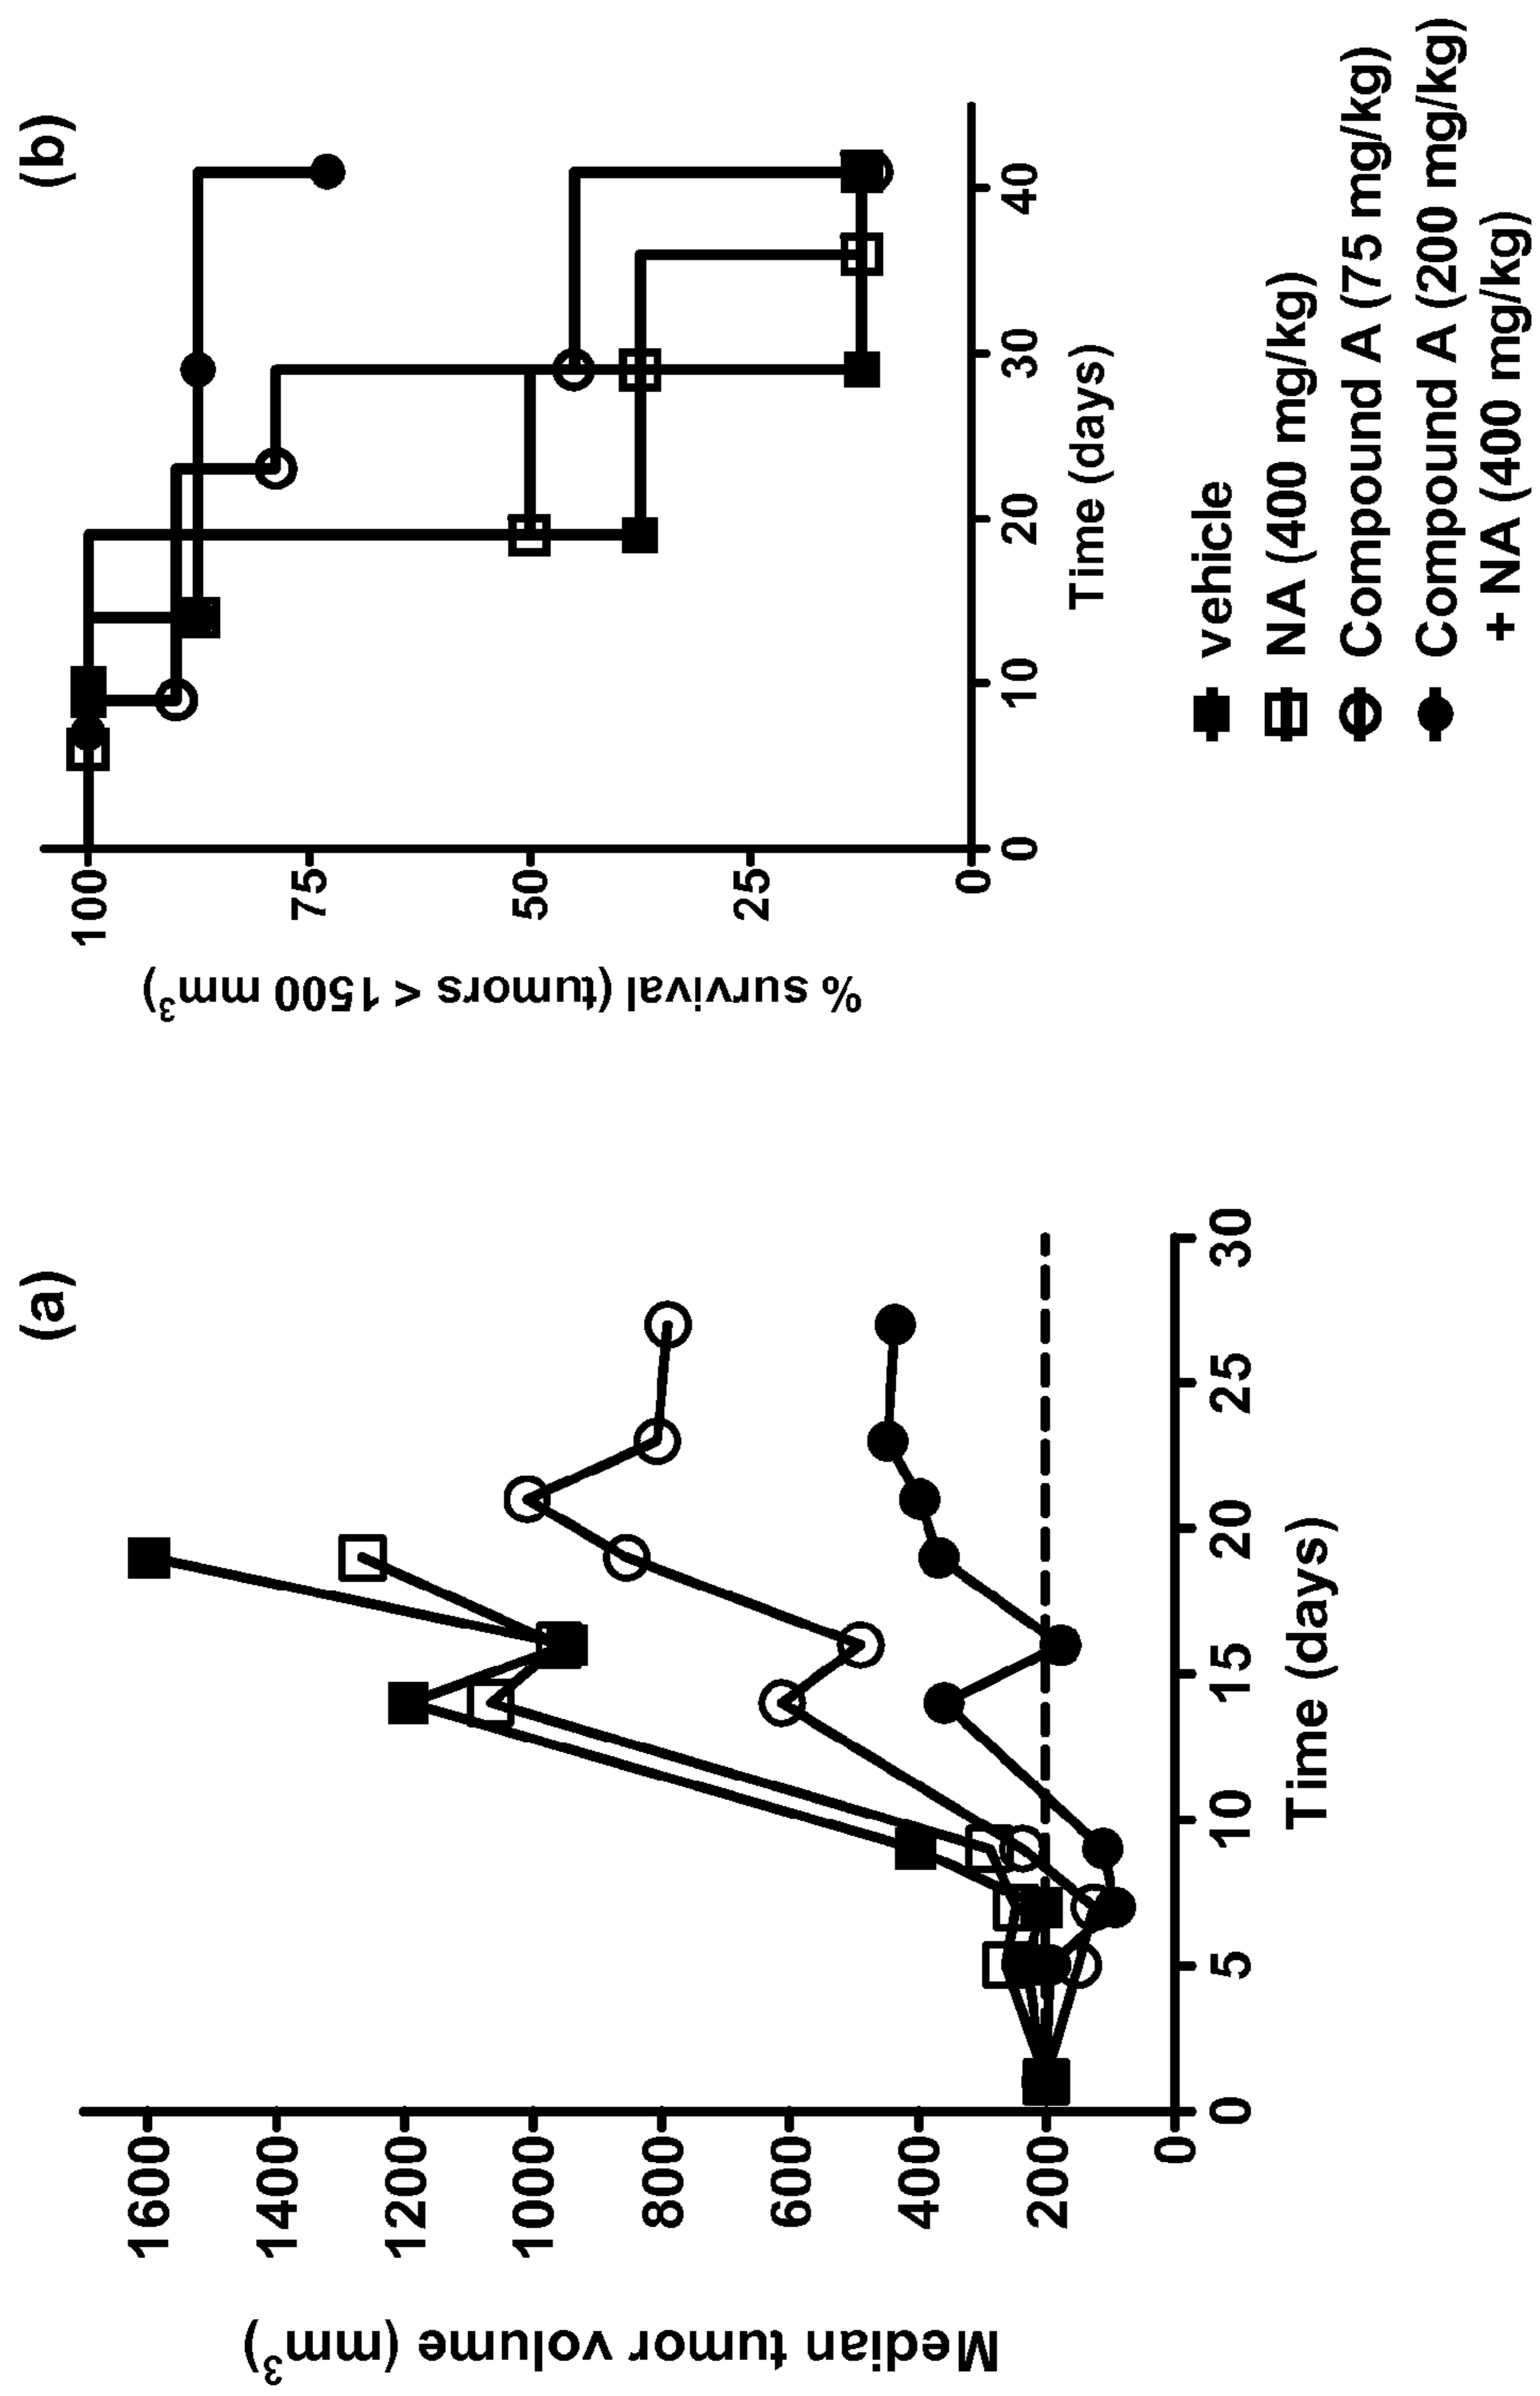 (a)
Median tumor volume (mm³)
1600
1400
1200
1000
800
600
400
200
0
0 5 10 15 20 25 30
Time (days)
(b)
% survival (tumors < 1500 mm³)
100
75
50
25
0
0 10 20 30 40
Time (days)
vehicle
NA (400 mg/kg)
Compound A (75 mg/kg)
Compound A (200 mg/kg)
+ NA (400 mg/kg)